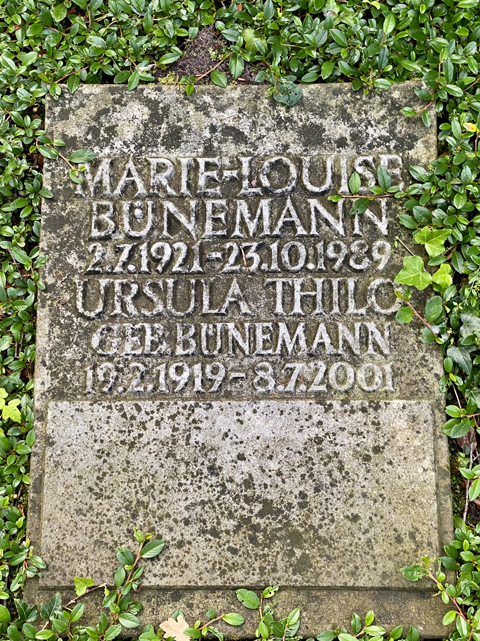 MARIE-LOUISE
BÜNEMANN
2.7.1921-23.10.1989
URSULA THILO
GEB. BÜNEMANN
19.2.1919-8.7.2001